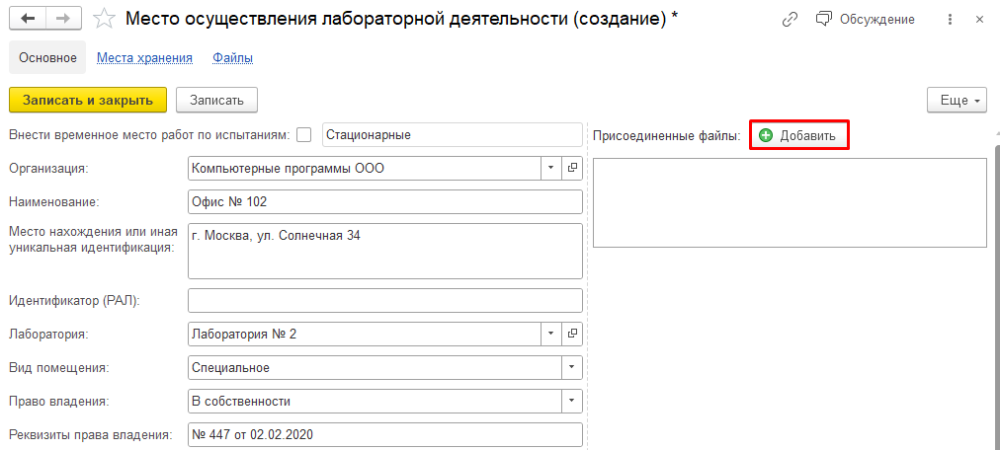 Место осуществления лабораторной деятельности (создание) *
Обсуждение
Основное
Места хранения
Файлы
Записать и закрыть
Записать
Еще
Внести временное место работ по испытаниям:
Стационарные
Присоединенные файлы:
Добавить
Организация:
Компьютерные программы ООО
Наименование:
Офис № 102
Место нахождения или иная
уникальная идентификация:
г. Москва, ул. Солнечная 34
Идентификатор (РАЛ):
Лаборатория:
Лаборатория № 2
Вид помещения:
Специальное
Право владения:
В собственности
Реквизиты права владения:
№ 447 от 02.02.2020